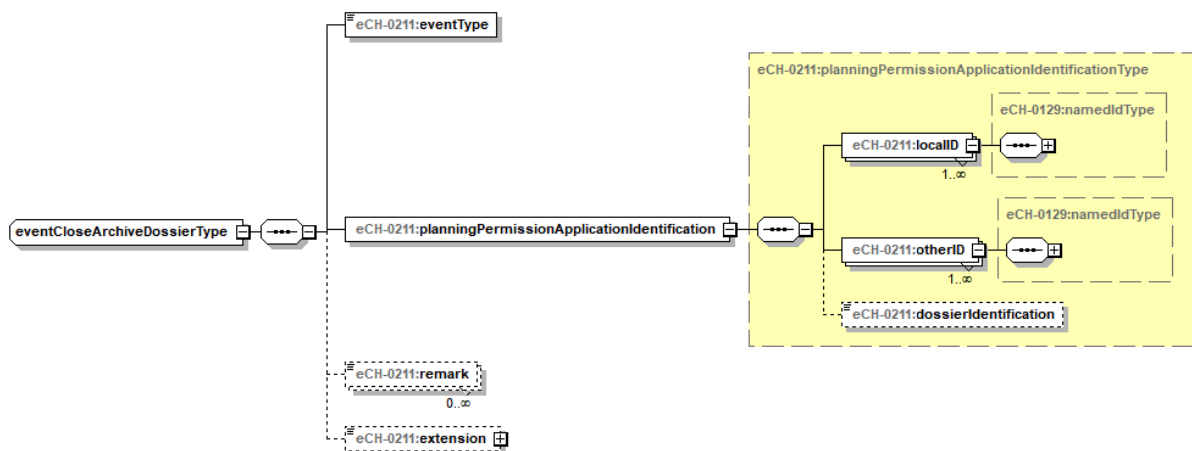 eCH-0211:eventType
eCH-0211:planningPermissionApplicationIdentificationType
eCH-0129:namedIdType
eCH-0211:localID
1..∞
eventCloseArchiveDossierType
eCH-0211:planningPermissionApplicationIdentification
eCH-0129:namedIdType
eCH-0211:otherID
1..∞
eCH-0211:dossierIdentification
eCH-0211:remark
0..∞
eCH-0211:extension